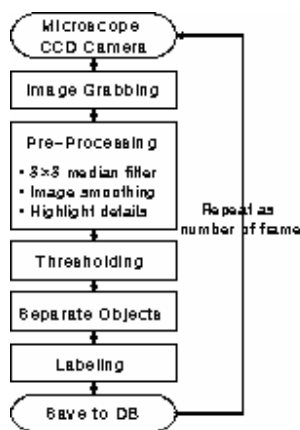 Microscope
CCD Camera
Image Grabbing
Pre-Processing
• 3×3 median filter
• Image smoothing
• Highlight details
Repeat as
number of frame
Thresholding
Separate Objects
Labeling
Save to DB